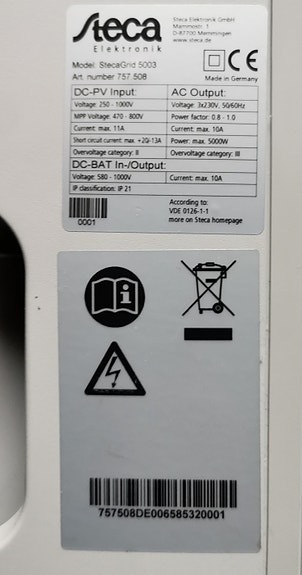 Steca
Elektronik
Steca Elektronik GmbH
Mammostr. 1
D-87700 Memmingen
www.steca.de
Model: StecaGrid 5003
Art. number 757.508
CE
Made in Germany
DC-PV Input:
Voltage: 250 - 1000V
MPP Voltage: 470 - 800V
Current: max. 11A
Short circuit current: max. +20/-13A
Overvoltage category: II
AC Output:
Voltage: 3x230V, 50/60Hz
Power factor: 0.8 - 1.0
Current: max. 10A
Power: max. 5000W
Overvoltage category: III
DC-BAT In-/Output:
Voltage: 580 - 1000V
Current: max. 10A
IP classification: IP 21
0001
According to:
VDE 0126-1-1
more on Steca homepage
757508DE006585320001